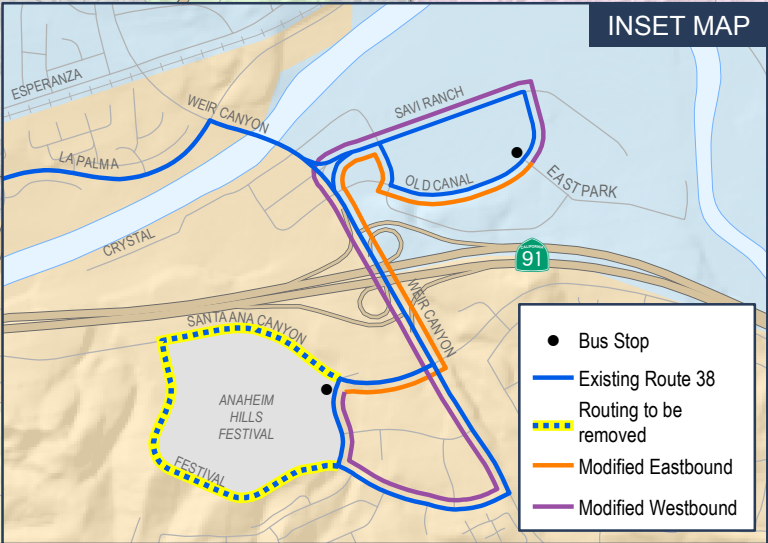 INSET MAP
ESPERANZA
WEIR CANYON
SAVI RANCH
LA PALMA
OLD CANAL
EAST PARK
CRYSTAL
CALIFORNIA
91
WEIR CANYON
SANTA ANA CANYON
ANAHEIM
HILLS
FESTIVAL
FESTIVAL
Bus Stop
Existing Route 38
Routing to be
removed
Modified Eastbound
Modified Westbound